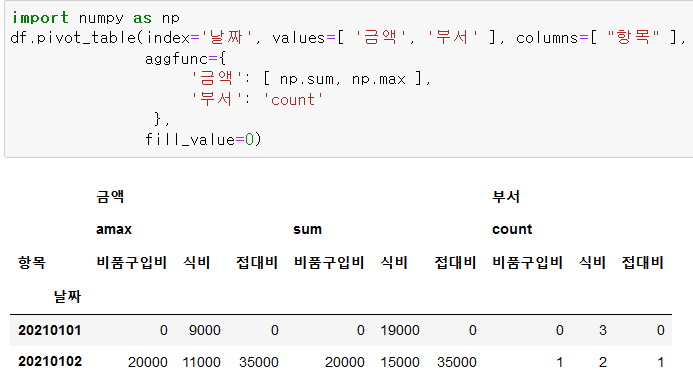 import numpy as np
df.pivot_table(index='날짜', values=[ '금액', '부서' ], columns=[ "항목" ],
aggfunc={
'금액': [ np.sum, np.max ],
'부서': 'count'
},
fill_value=0)
금액 부서
amax sum count
항목 비품구입비 식비 접대비 비품구입비 식비 접대비 비품구입비 식비 접대비
날짜
20210101 0 9000 0 0 19000 0 0 3 0
20210102 20000 11000 35000 20000 15000 35000 1 2 1